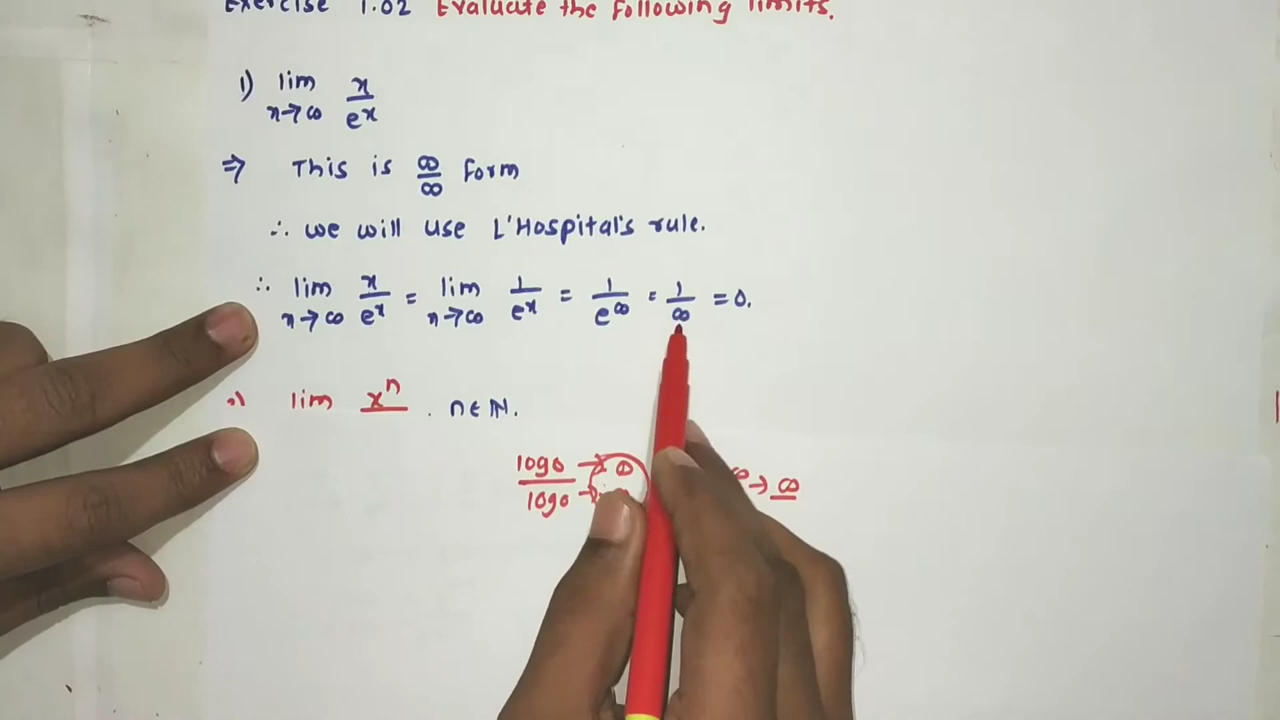 Exercise 1.02 Evaluate the following limits.
1) lim x→∞ x/e^x
⇒ This is ∞/∞ form
∴ we will use L'Hospital's rule.
∴ lim x→∞ x/e^x = lim x→∞ 1/e^x = 1/e^∞ = 1/∞ = 0.
lim x^n . n∈ℕ.
log0 →
log0 →
→ ∞